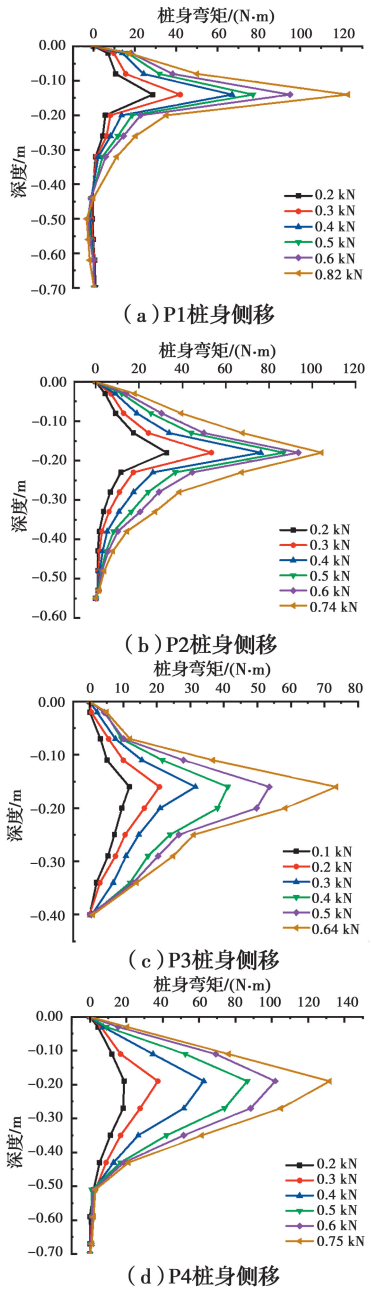 桩身弯矩/(N·m)
0 20 40 60 80 100 120
0.00
-0.10
-0.20
-0.30
-0.40
-0.50
-0.60
-0.70
深度/m
0.2 kN
0.3 kN
0.4 kN
0.5 kN
0.6 kN
0.82 kN
(a)P1桩身侧移
桩身弯矩/(N·m)
0 20 40 60 80 100 120
0.00
-0.10
-0.20
-0.30
-0.40
-0.50
-0.60
深度/m
0.2 kN
0.3 kN
0.4 kN
0.5 kN
0.6 kN
0.74 kN
(b)P2桩身侧移
桩身弯矩/(N·m)
0 10 20 30 40 50 60 70 80
0.00
-0.10
-0.20
-0.30
-0.40
深度/m
0.1 kN
0.2 kN
0.3 kN
0.4 kN
0.5 kN
0.64 kN
(c)P3桩身侧移
桩身弯矩/(N·m)
0 20 40 60 80 100 120 140
0.00
-0.10
-0.20
-0.30
-0.40
-0.50
-0.60
-0.70
深度/m
0.2 kN
0.3 kN
0.4 kN
0.5 kN
0.6 kN
0.75 kN
(d)P4桩身侧移